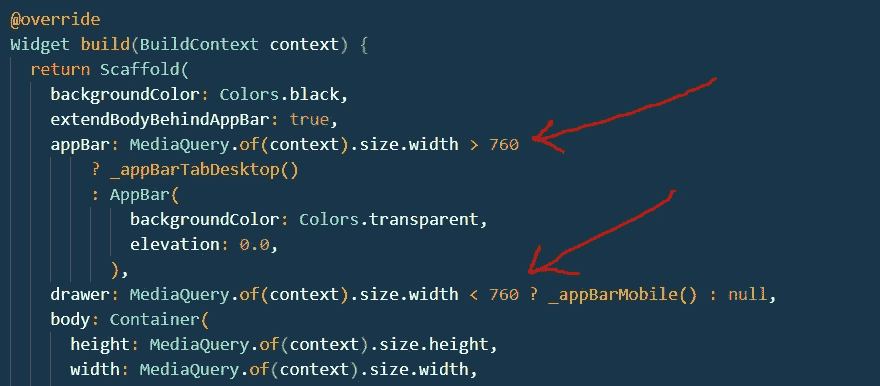 @override
Widget build(BuildContext context) {
return Scaffold(
backgroundColor: Colors.black,
extendBodyBehindAppBar: true,
appBar: MediaQuery.of(context).size.width > 760
? _appBarTabDesktop()
: AppBar(
backgroundColor: Colors.transparent,
elevation: 0.0,
),
drawer: MediaQuery.of(context).size.width < 760 ? _appBarMobile() : null,
body: Container(
height: MediaQuery.of(context).size.height,
width: MediaQuery.of(context).size.width,